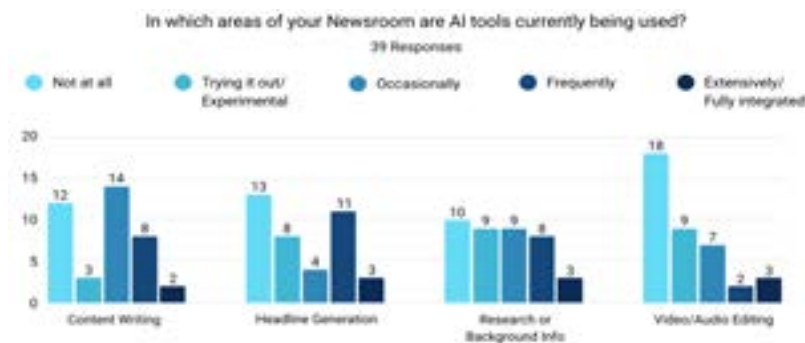 In which areas of your Newsroom are AI tools currently being used?
39 Responses
Not at all
Trying it out/
Experimental
Occasionally
Frequently
Extensively/
Fully integrated
20
15
10
5
0
12
3
14
8
2
Content Writing
13
8
4
11
3
Headline Generation
10
9
9
8
3
Research or
Background Info
18
9
7
2
3
Video/Audio Editing